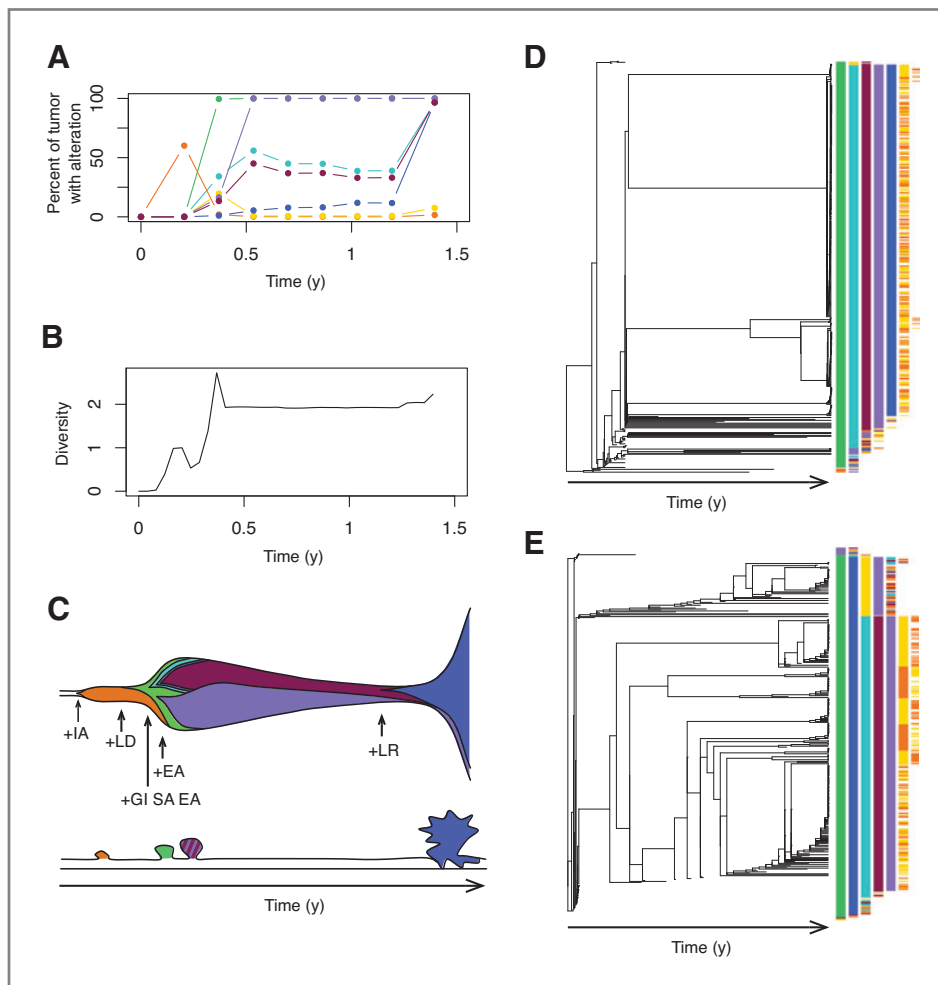 A
Percent of tumor
with alteration
100
50
0
0
0.5
1
1.5
Time (y)
B
Diversity
2
1
0
0
0.5
1
1.5
Time (y)
C
+IA
+LD
+EA
+GI SA EA
+LR
Time (y)
D
Time (y)
E
Time (y)